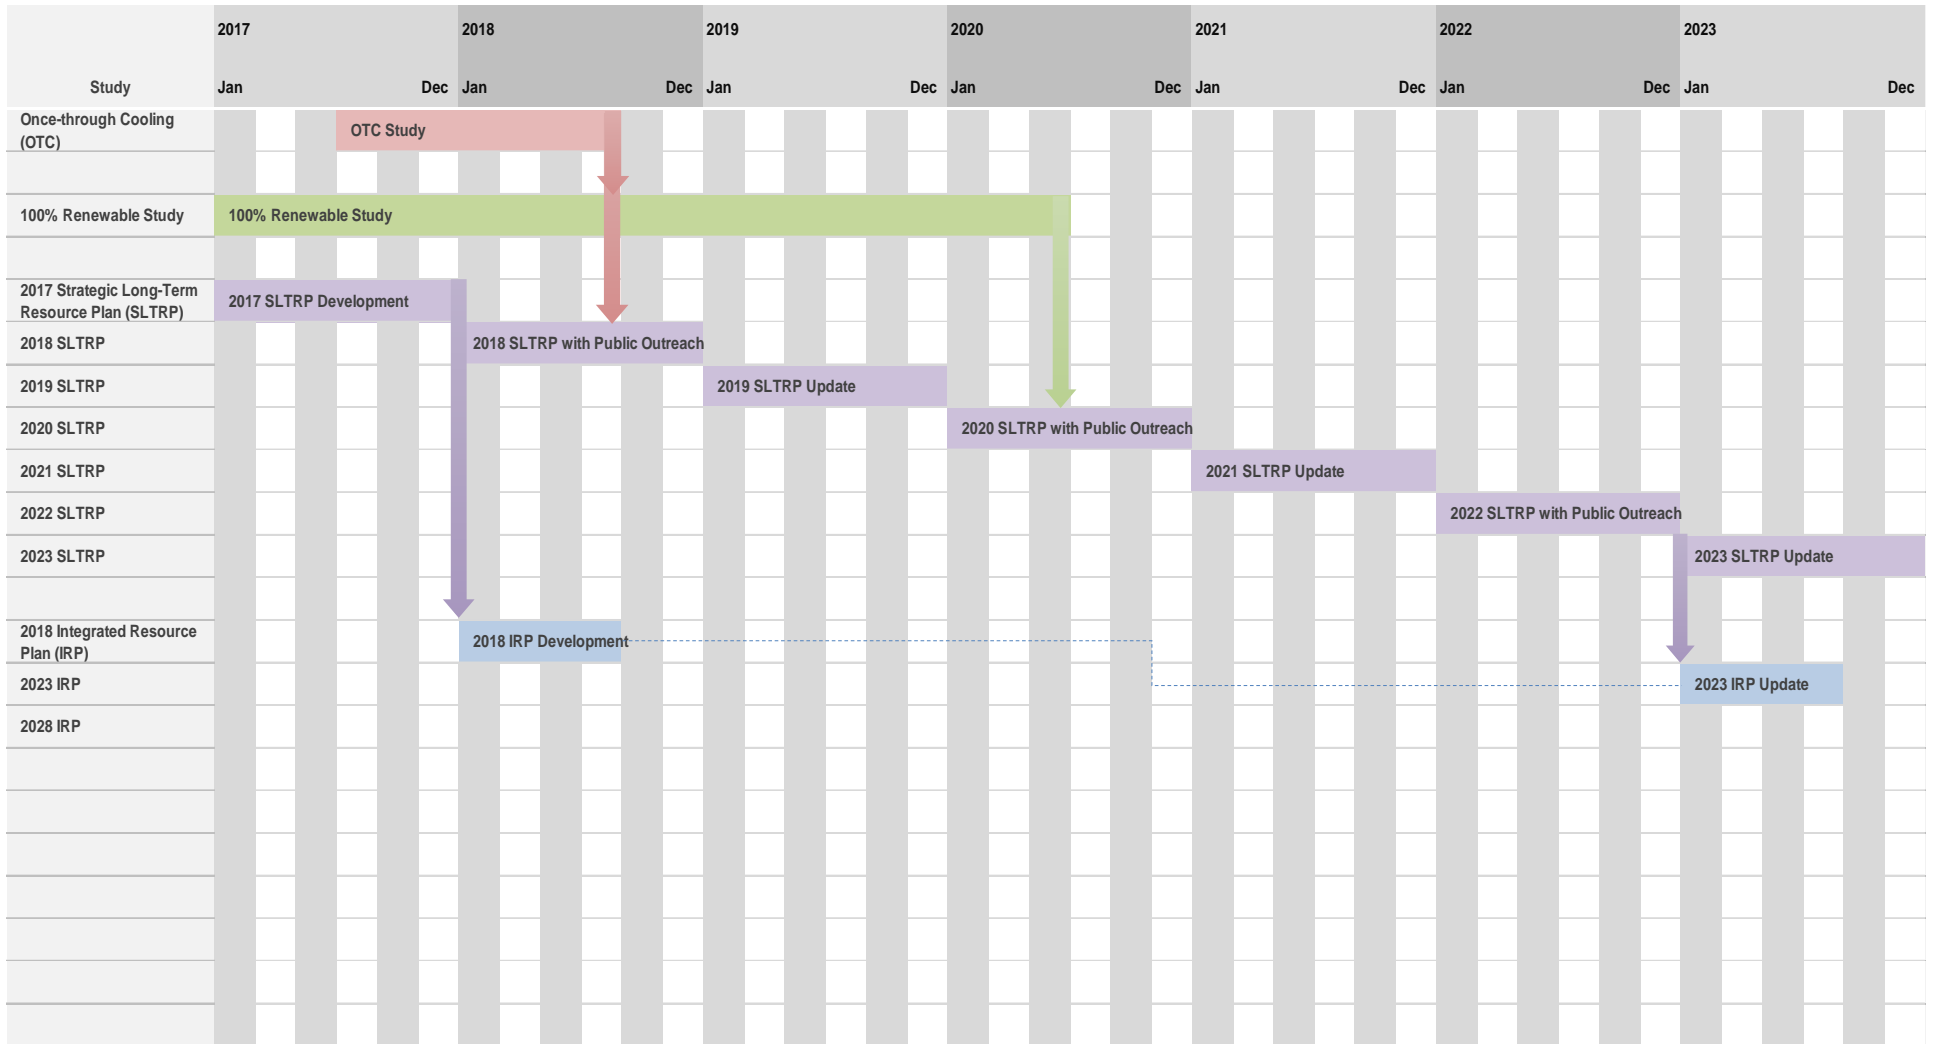 2017 2018 2019 2020 2021 2022 2023
Study Jan Dec Jan Dec Jan Dec Jan Dec Jan Dec Jan Dec Jan Dec
Once-through Cooling
(OTC)
OTC Study
100% Renewable Study
100% Renewable Study
2017 Strategic Long-Term
Resource Plan (SLTRP)
2017 SLTRP Development
2018 SLTRP
2018 SLTRP with Public Outreach
2019 SLTRP
2019 SLTRP Update
2020 SLTRP
2020 SLTRP with Public Outreach
2021 SLTRP
2021 SLTRP Update
2022 SLTRP
2022 SLTRP with Public Outreach
2023 SLTRP
2023 SLTRP Update
2018 Integrated Resource
Plan (IRP)
2018 IRP Development
2023 IRP
2023 IRP Update
2028 IRP